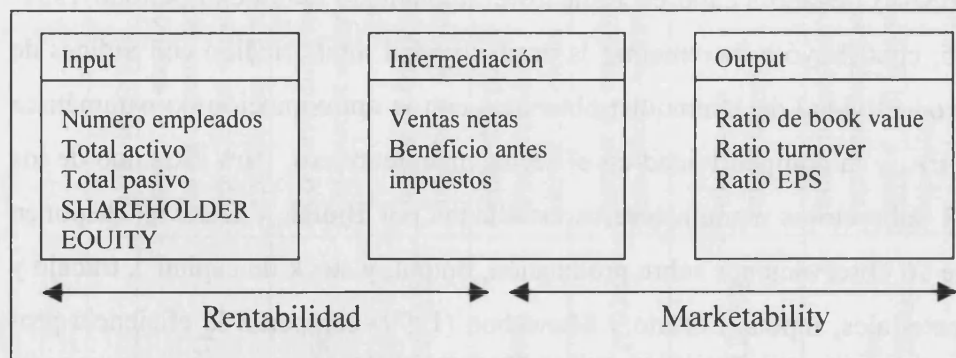 Input
Número empleados
Total activo
Total pasivo
SHAREHOLDER
EQUITY
Intermediación
Ventas netas
Beneficio antes
impuestos
Output
Ratio de book value
Ratio turnover
Ratio EPS
Rentabilidad
Marketability